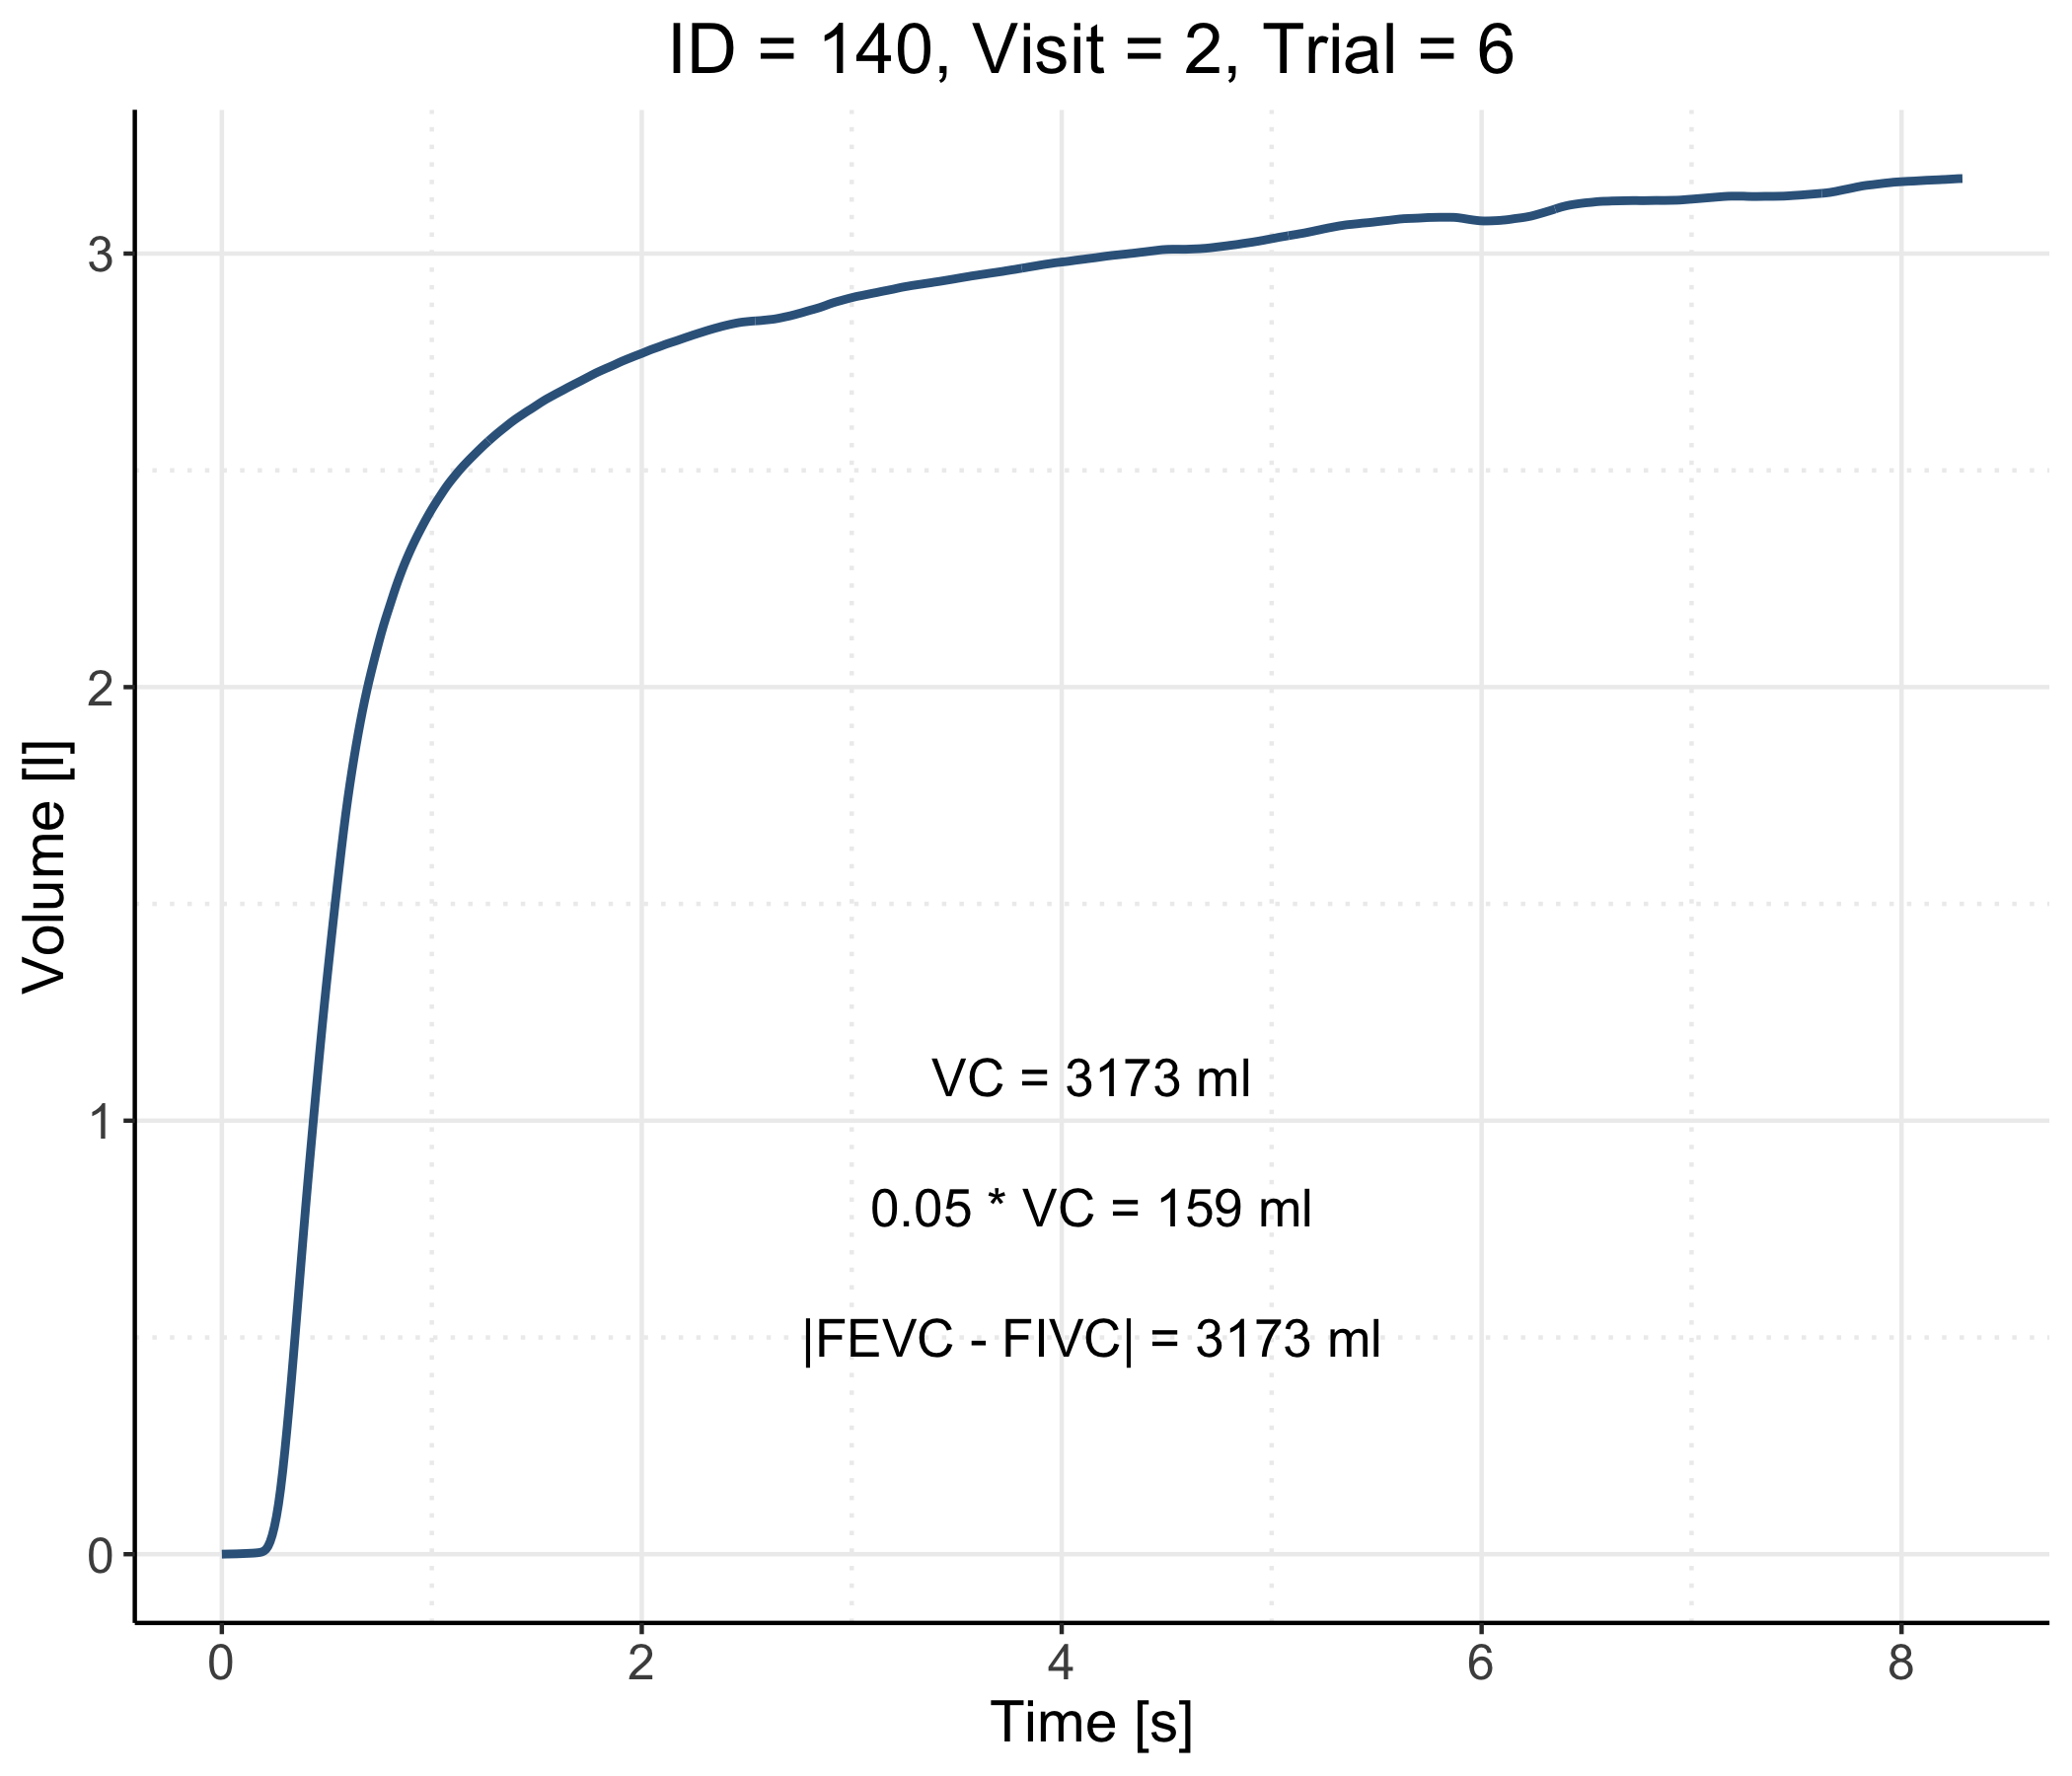 ID = 140, Visit = 2, Trial = 6
Volume [l]
3
2
1
0
VC = 3173 ml
0.05 * VC = 159 ml
|FEVC - FIVC| = 3173 ml
0 2 4 6 8
Time [s]